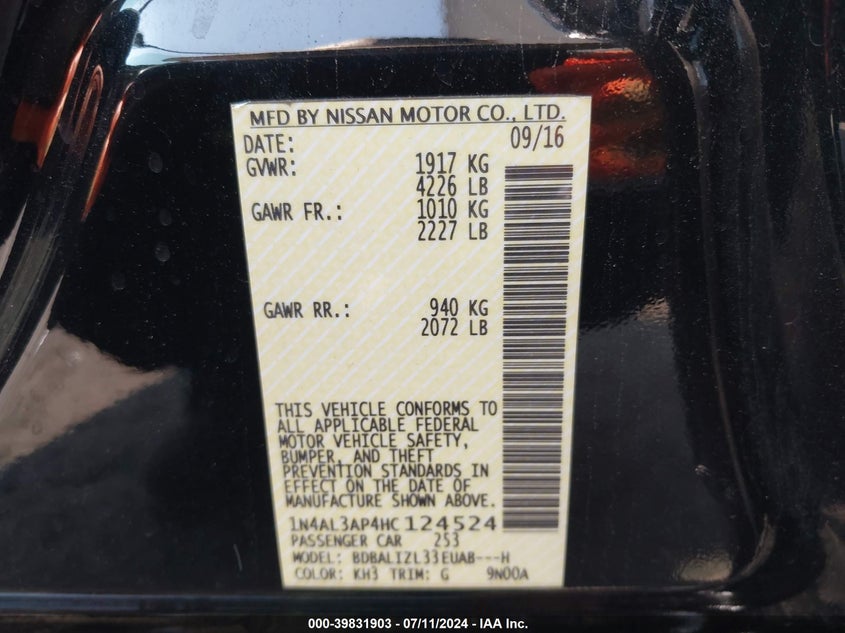 MFD BY NISSAN MOTOR CO., LTD.
DATE: 09/16
GVWR: 1917 KG
4226 LB
GAWR FR.: 1010 KG
2227 LB
GAWR RR.: 940 KG
2072 LB
THIS VEHICLE CONFORMS TO
ALL APPLICABLE FEDERAL
MOTOR VEHICLE SAFETY,
BUMPER, AND THEFT
PREVENTION STANDARDS IN
EFFECT ON THE DATE OF
MANUFACTURE SHOWN ABOVE.
1N4AL3AP4HC124524
PASSENGER CAR 253
MODEL: BDBALIZL33EUAB---H
COLOR: KH3 TRIM: G 9N00A
000-39831903 - 07/11/2024 - IAA Inc.